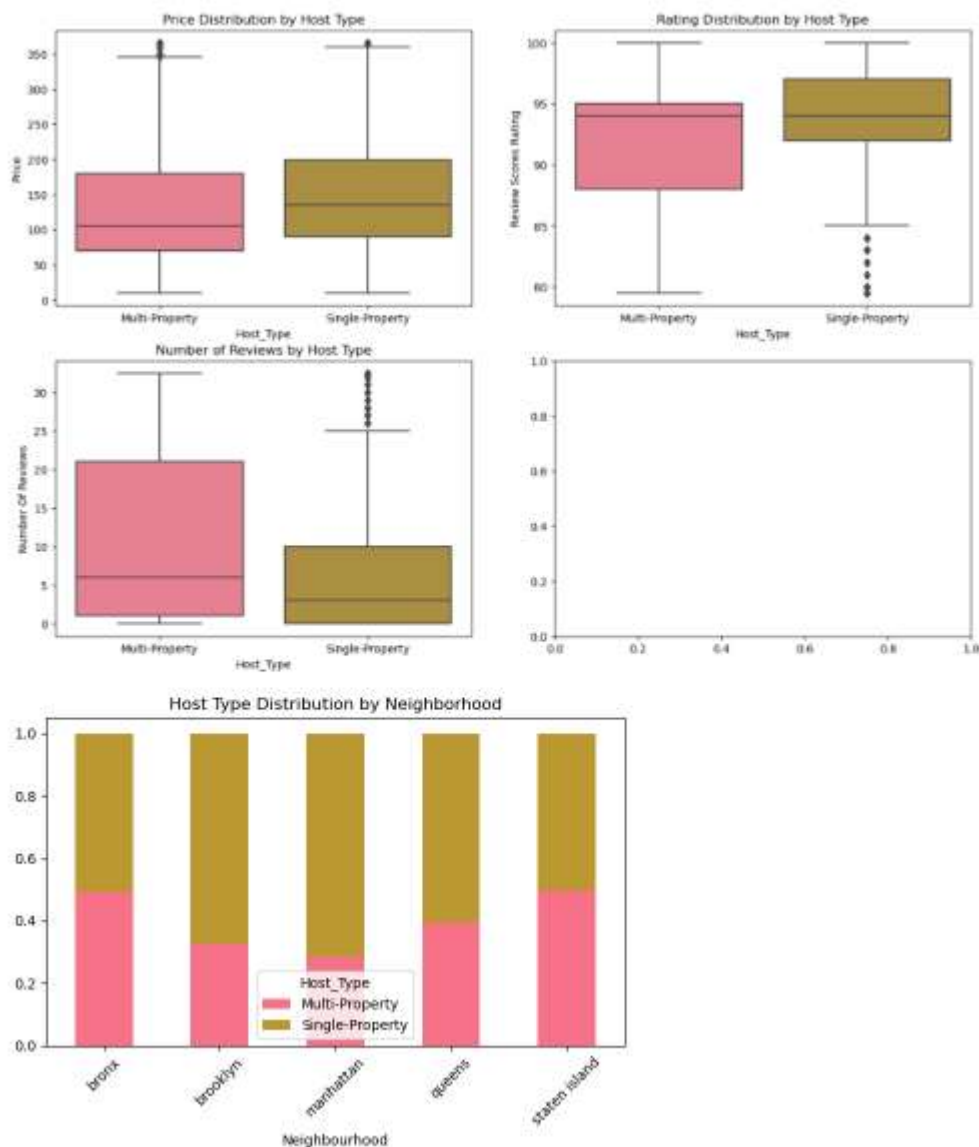 Price Distribution by Host Type
Price
350
300
250
200
150
100
50
0
Multi-Property Single-Property
Host_Type
Rating Distribution by Host Type
Review Scores Rating
100
95
90
85
80
Multi-Property Single-Property
Host_Type
Number of Reviews by Host Type
Number Of Reviews
30
25
20
15
10
5
0
Multi-Property Single-Property
Host_Type
1.0
0.8
0.6
0.4
0.2
0.0
0.0 0.2 0.4 0.6 0.8 1.0
Host Type Distribution by Neighborhood
1.0
0.8
0.6
0.4
0.2
0.0
Host_Type
Multi-Property
Single-Property
bronx brooklyn manhattan queens staten island
Neighbourhood